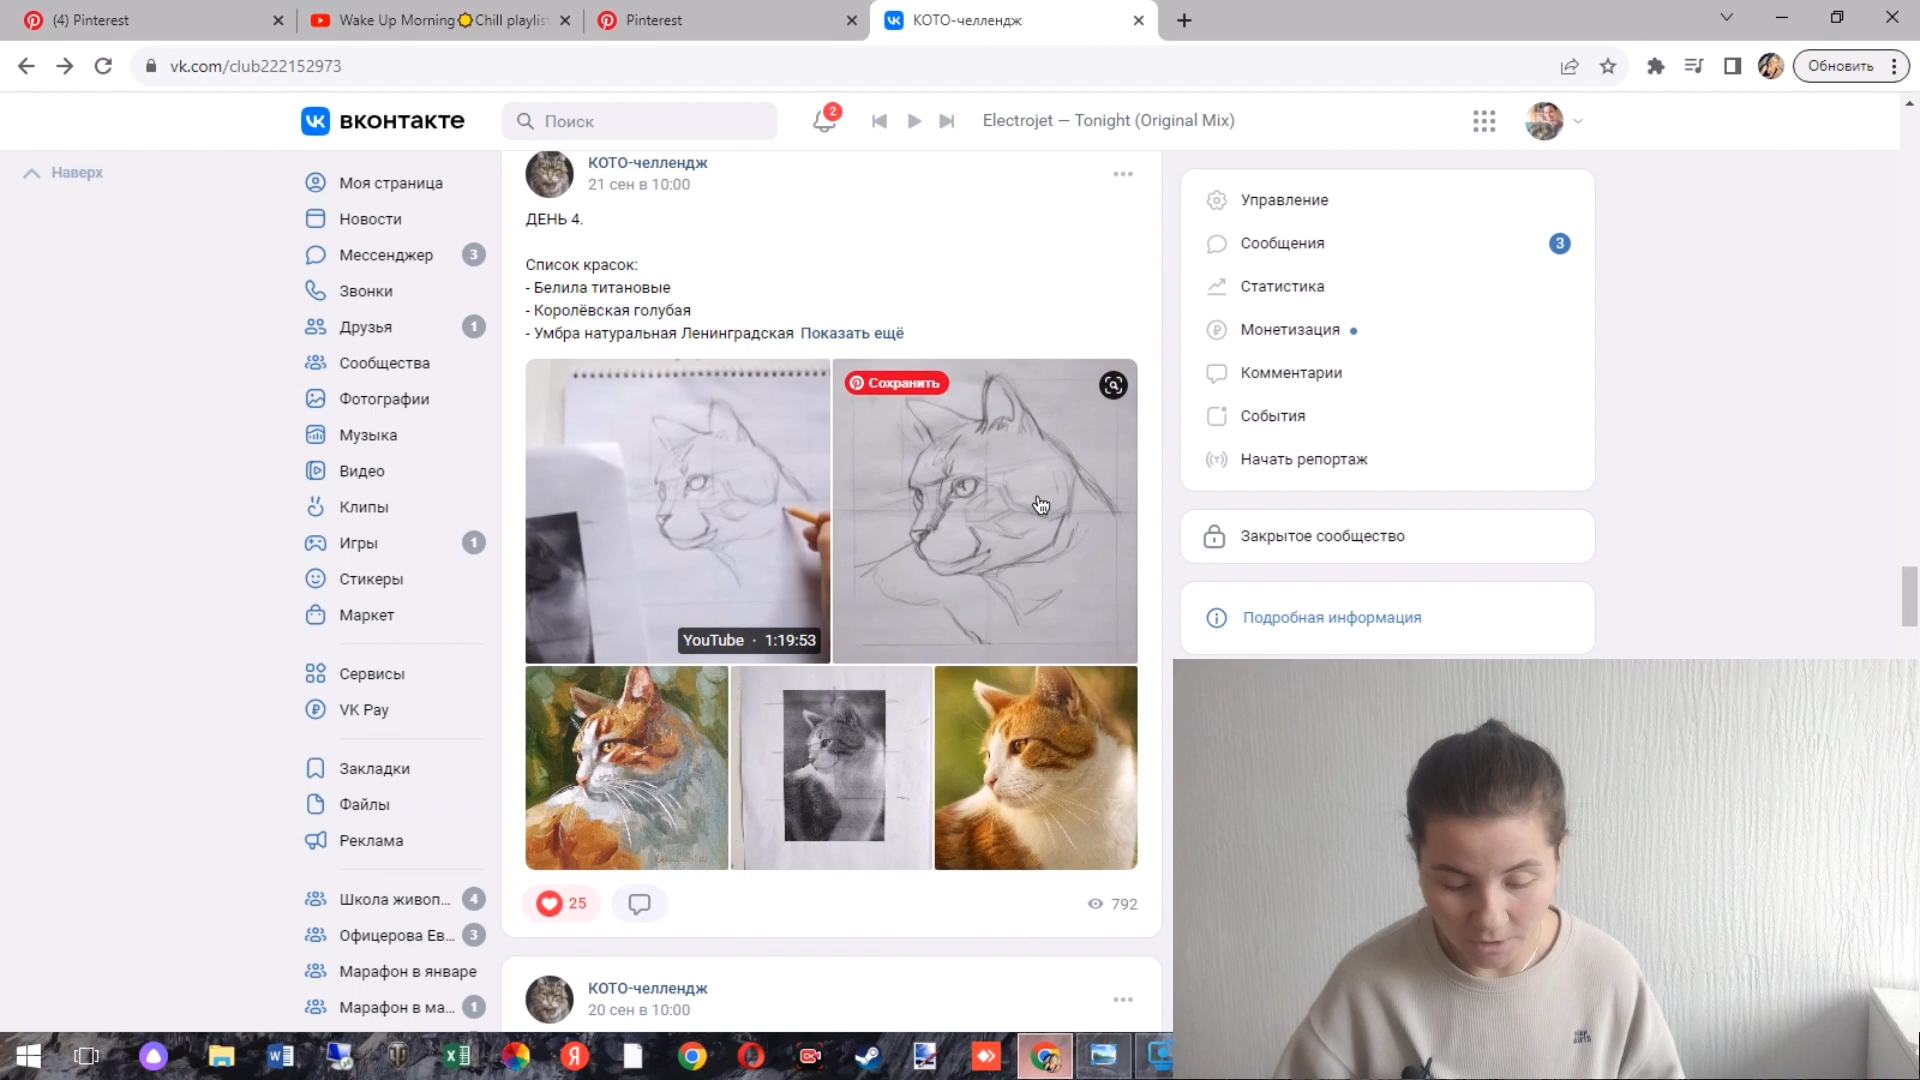 (4) Pinterest
Wake Up Morning🌞Chill playlis
Pinterest
КОТО-челлендж
vk.com/club222152973
Обновить
ВКОНТАКТЕ
Поиск
2
Electrojet — Tonight (Original Mix)
Наверх
Моя страница
Новости
Мессенджер 3
Звонки
Друзья 1
Сообщества
Фотографии
Музыка
Видео
Клипы
Игры 1
Стикеры
Маркет
Сервисы
VK Pay
Закладки
Файлы
Реклама
Школа живоп... 4
Офицерова Ев... 3
Марафон в январе
Марафон в ма... 1
КОТО-челлендж
21 сен в 10:00
ДЕНЬ 4.
Список красок:
- Белила титановые
- Королёвская голубая
- Умбра натуральная Ленинградская Показать ещё
Сохранить
YouTube · 1:19:53
25
792
КОТО-челлендж
20 сен в 10:00
Управление
Сообщения 3
Статистика
Монетизация
Комментарии
События
Начать репортаж
Закрытое сообщество
Подробная информация